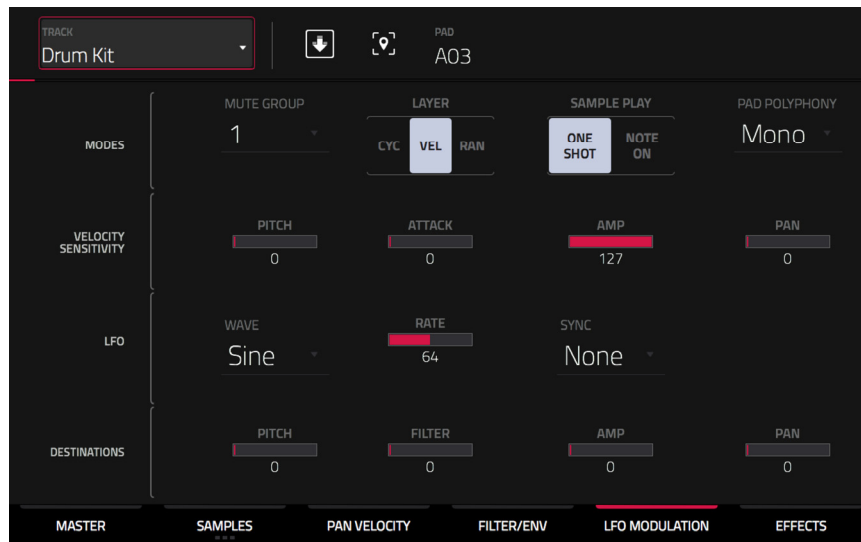 TRACK
Drum Kit
PAD
A03
MODES
MUTE GROUP
1
LAYER
CYC VEL RAN
SAMPLE PLAY
ONE SHOT
NOTE ON
PAD POLYPHONY
Mono
VELOCITY
SENSITIVITY
PITCH
0
ATTACK
0
AMP
127
PAN
0
LFO
WAVE
Sine
RATE
64
SYNC
None
DESTINATIONS
PITCH
0
FILTER
0
AMP
0
PAN
0
MASTER SAMPLES PAN VELOCITY FILTER/ENV LFO MODULATION EFFECTS